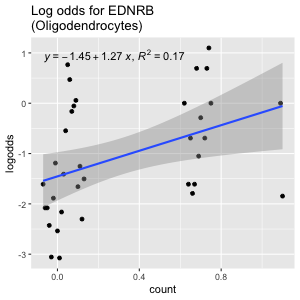 Log odds for EDNRB
(Oligodendrocytes)
y = −1.45 + 1.27 x, R² = 0.17
1
0
-1
-2
-3
logodds
0.0 0.4 0.8
count